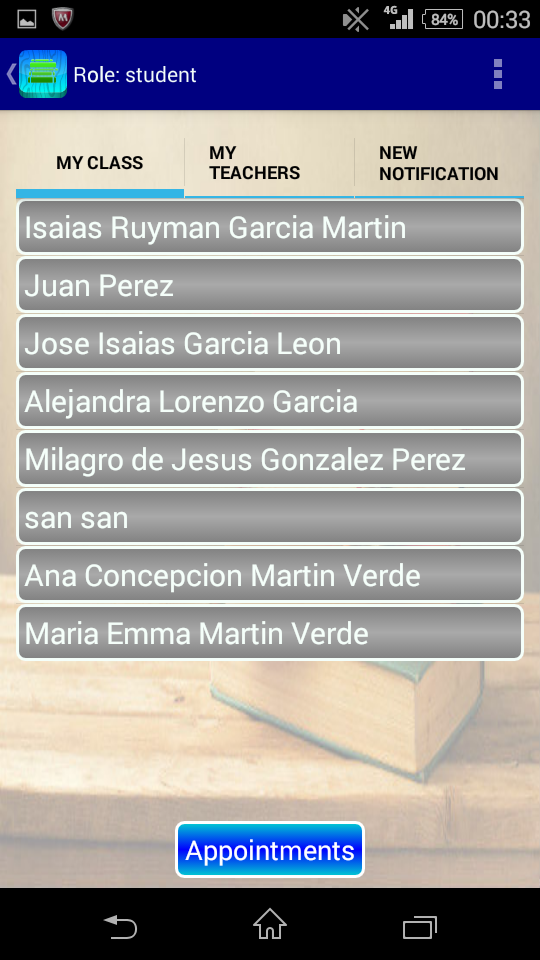 4G 84% 00:33
Role: student
MY CLASS
MY
TEACHERS
NEW
NOTIFICATION
Isaias Ruyman Garcia Martin
Juan Perez
Jose Isaias Garcia Leon
Alejandra Lorenzo Garcia
Milagro de Jesus Gonzalez Perez
san san
Ana Concepcion Martin Verde
Maria Emma Martin Verde
Appointments